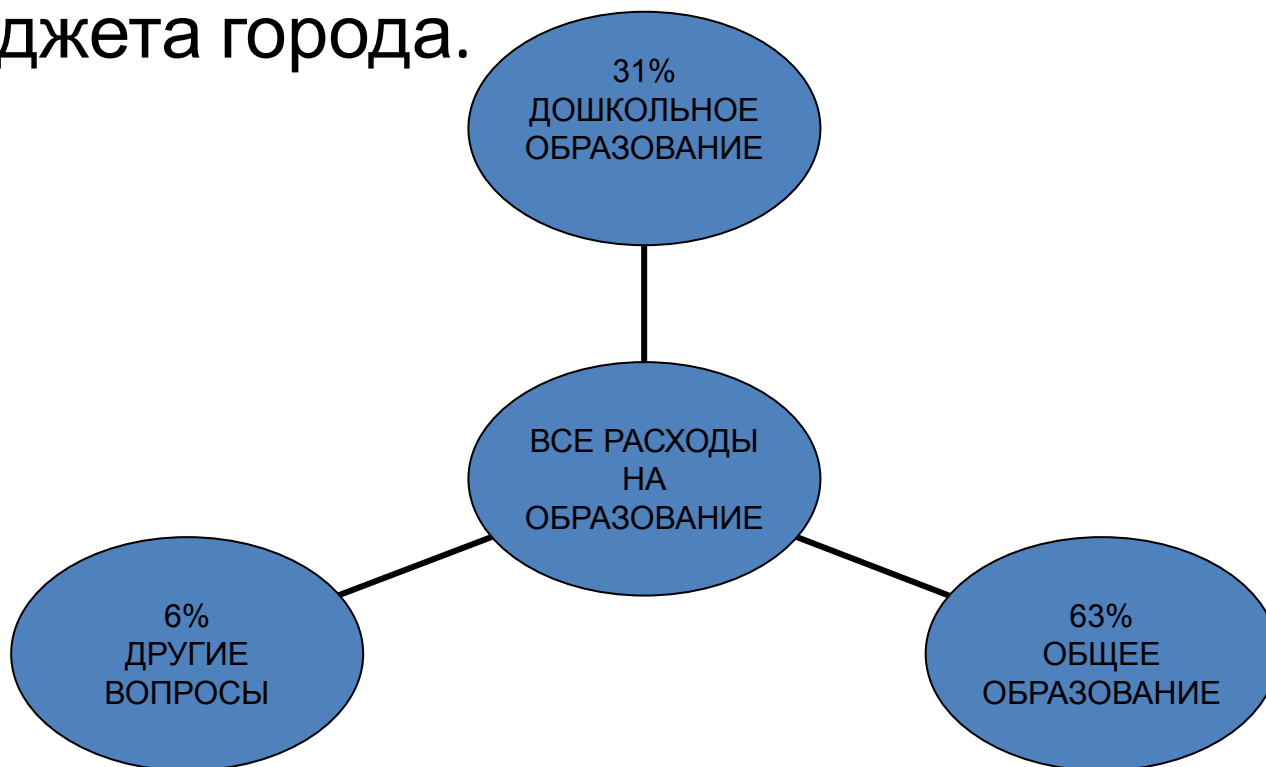 джета города.
31%
ДОШКОЛЬНОЕ
ОБРАЗОВАНИЕ
ВСЕ РАСХОДЫ
НА
ОБРАЗОВАНИЕ
6%
ДРУГИЕ
ВОПРОСЫ
63%
ОБЩЕЕ
ОБРАЗОВАНИЕ